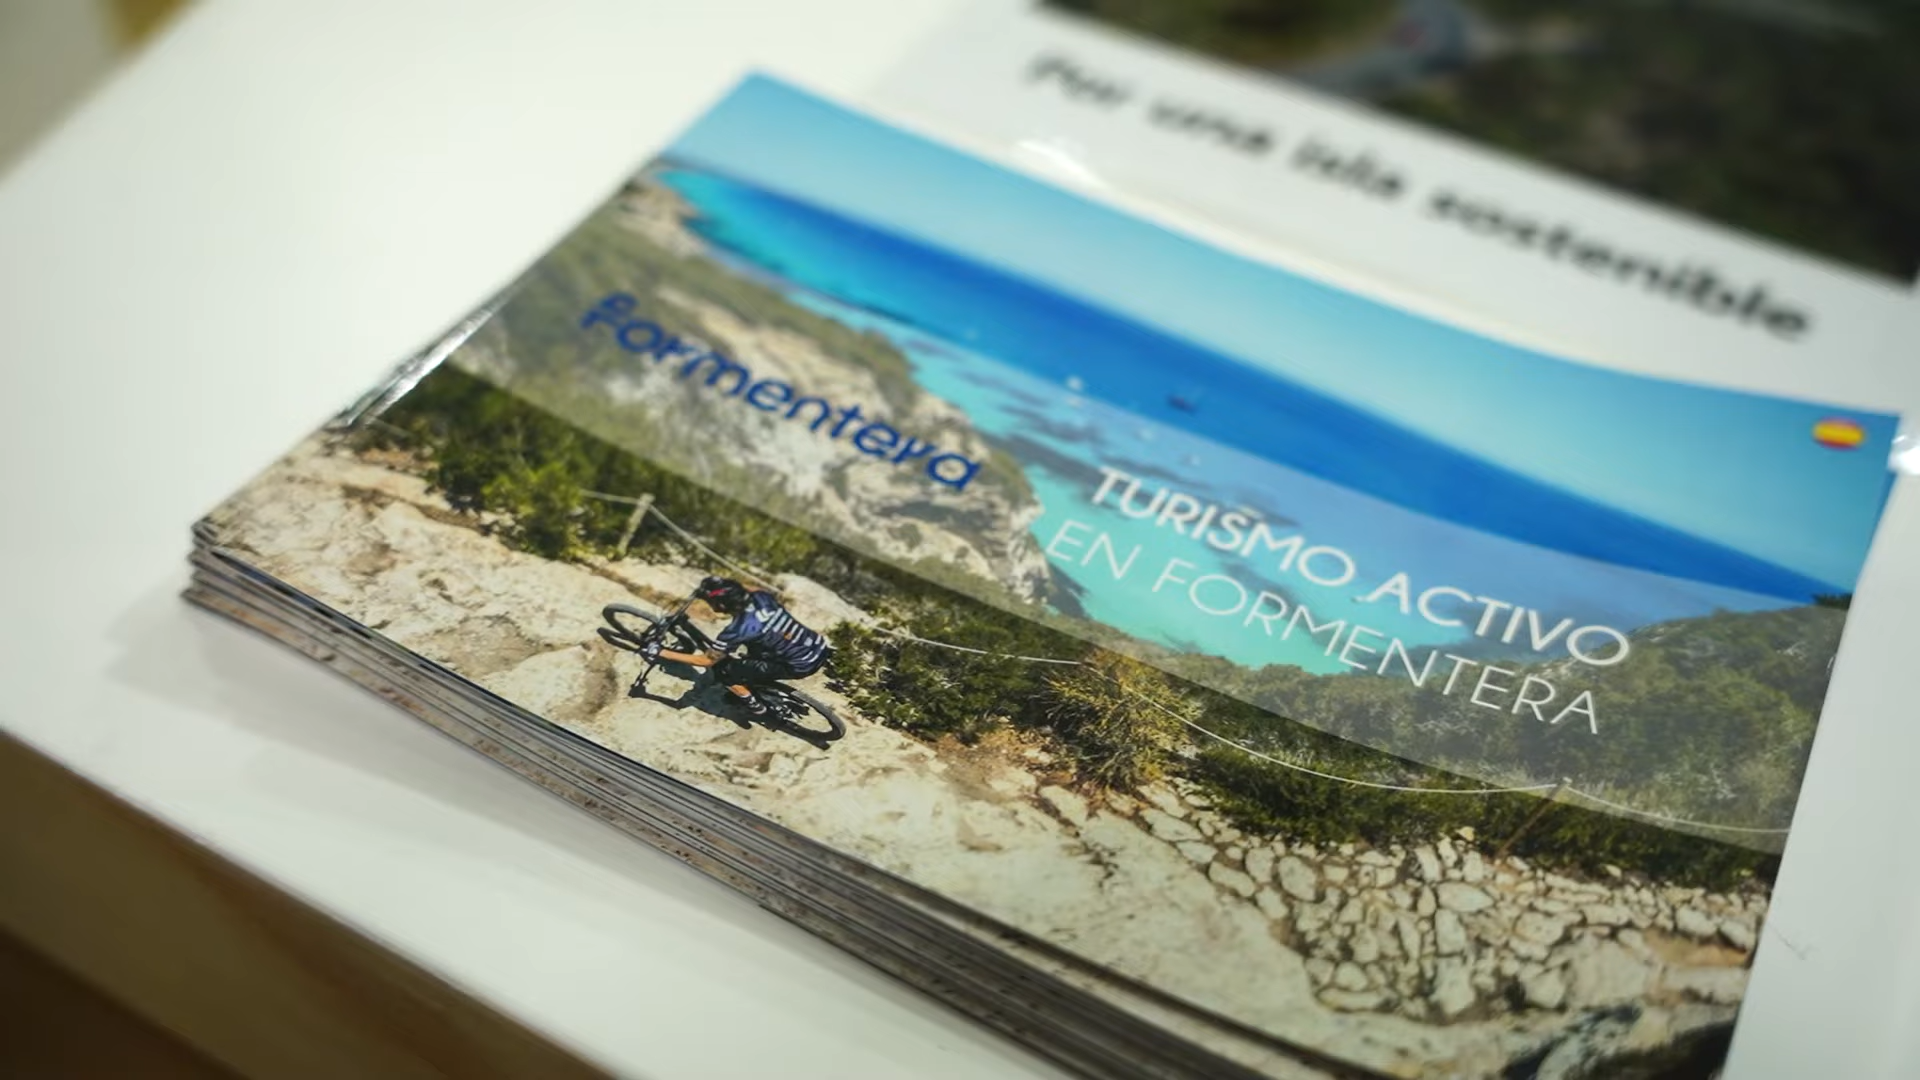 Por una isla sostenible
Formentera
TURISMO ACTIVO
EN FORMENTERA